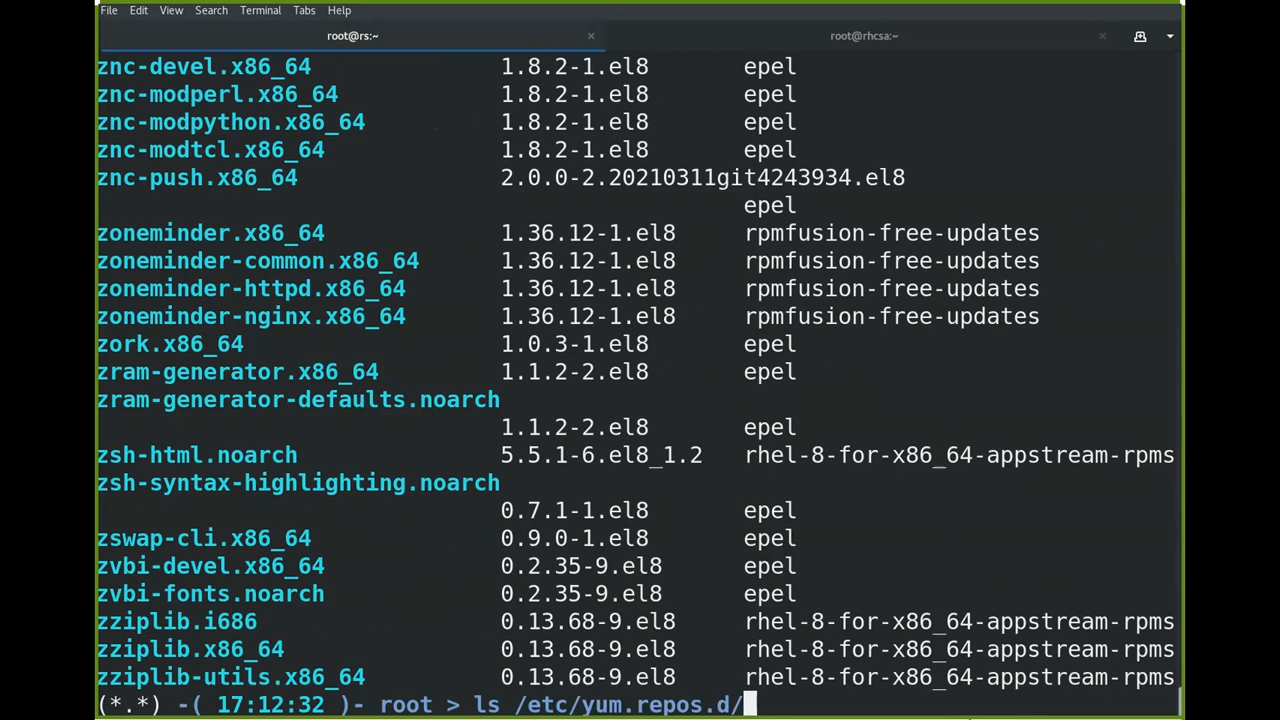 File Edit View Search Terminal Tabs Help
root@rs:~ × root@rhcsa:~ ×
znc-devel.x86_64 1.8.2-1.el8 epel
znc-modperl.x86_64 1.8.2-1.el8 epel
znc-modpython.x86_64 1.8.2-1.el8 epel
znc-modtcl.x86_64 1.8.2-1.el8 epel
znc-push.x86_64 2.0.0-2.20210311git4243934.el8
epel
zoneminder.x86_64 1.36.12-1.el8 rpmfusion-free-updates
zoneminder-common.x86_64 1.36.12-1.el8 rpmfusion-free-updates
zoneminder-httpd.x86_64 1.36.12-1.el8 rpmfusion-free-updates
zoneminder-nginx.x86_64 1.36.12-1.el8 rpmfusion-free-updates
zork.x86_64 1.0.3-1.el8 epel
zram-generator.x86_64 1.1.2-2.el8 epel
zram-generator-defaults.noarch
1.1.2-2.el8 epel
zsh-html.noarch 5.5.1-6.el8_1.2 rhel-8-for-x86_64-appstream-rpms
zsh-syntax-highlighting.noarch
0.7.1-1.el8 epel
zswap-cli.x86_64 0.9.0-1.el8 epel
zvbi-devel.x86_64 0.2.35-9.el8 epel
zvbi-fonts.noarch 0.2.35-9.el8 epel
zziplib.i686 0.13.68-9.el8 rhel-8-for-x86_64-appstream-rpms
zziplib.x86_64 0.13.68-9.el8 rhel-8-for-x86_64-appstream-rpms
zziplib-utils.x86_64 0.13.68-9.el8 rhel-8-for-x86_64-appstream-rpms
(*.*) -( 17:12:32 )- root > ls /etc/yum.repos.d/